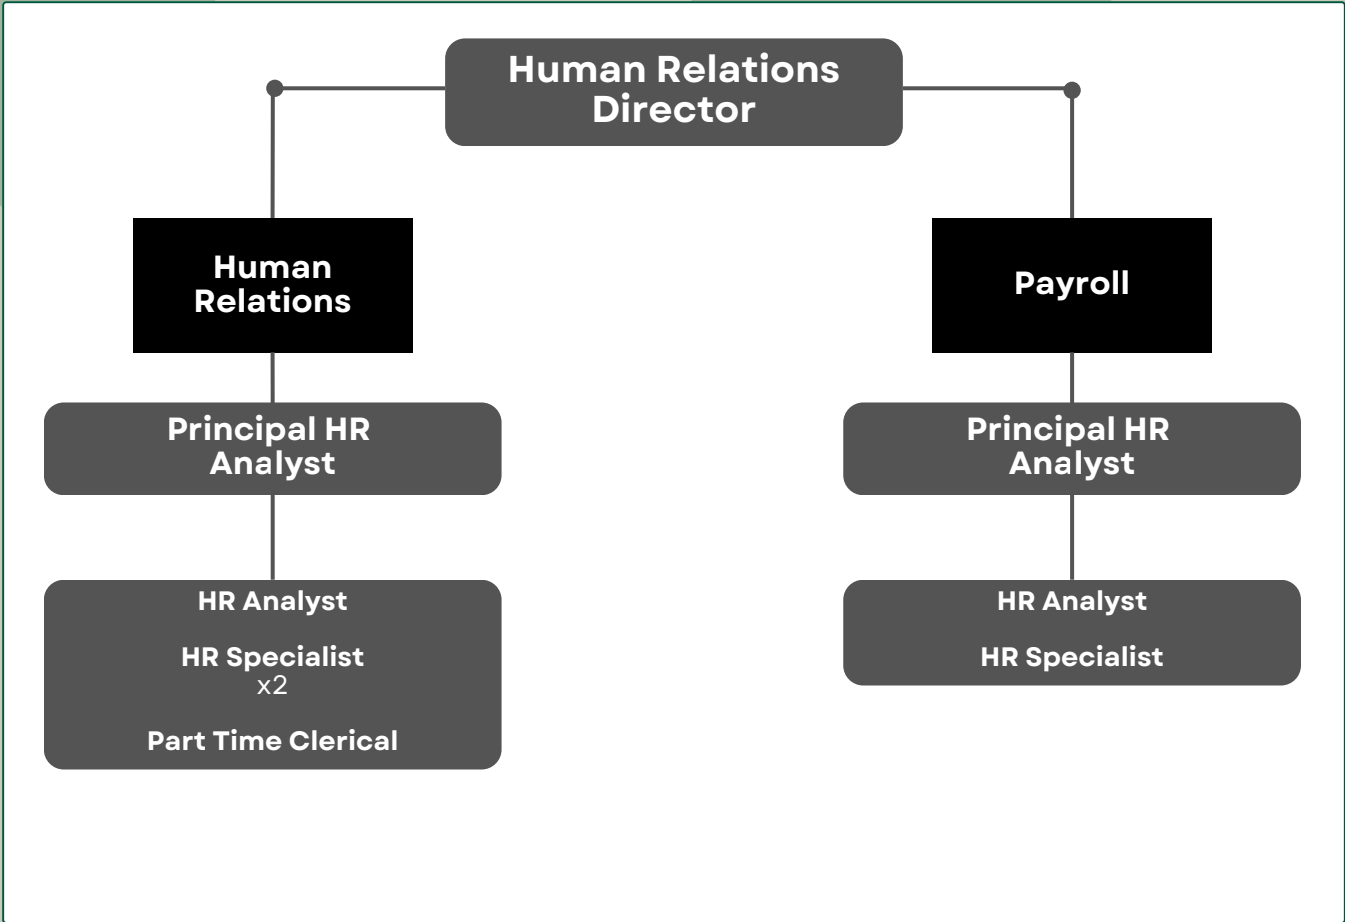 Human Relations
Director
Human
Relations
Payroll
Principal HR
Analyst
Principal HR
Analyst
HR Analyst
HR Specialist
x2
Part Time Clerical
HR Analyst
HR Specialist